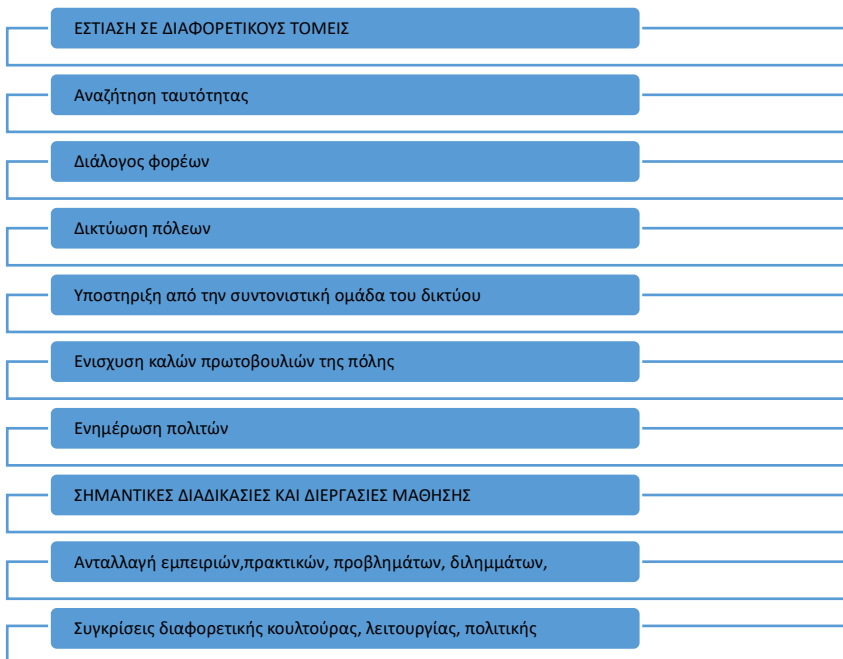 ΕΣΤΙΑΣΗ ΣΕ ΔΙΑΦΟΡΕΤΙΚΟΥΣ ΤΟΜΕΙΣ
Αναζήτηση ταυτότητας
Διάλογος φορέων
Δικτύωση πόλεων
Υποστηριξη από την συντονιστική ομάδα του δικτύου
Ενισχυση καλών πρωτοβουλιών της πόλης
Ενημέρωση πολιτών
ΣΗΜΑΝΤΙΚΕΣ ΔΙΑΔΙΚΑΣΙΕΣ ΚΑΙ ΔΙΕΡΓΑΣΙΕΣ ΜΑΘΗΣΗΣ
Ανταλλαγή εμπειριών,πρακτικών, προβλημάτων, διλημμάτων,
Συγκρίσεις διαφορετικής κουλτούρας, λειτουργίας, πολιτικής